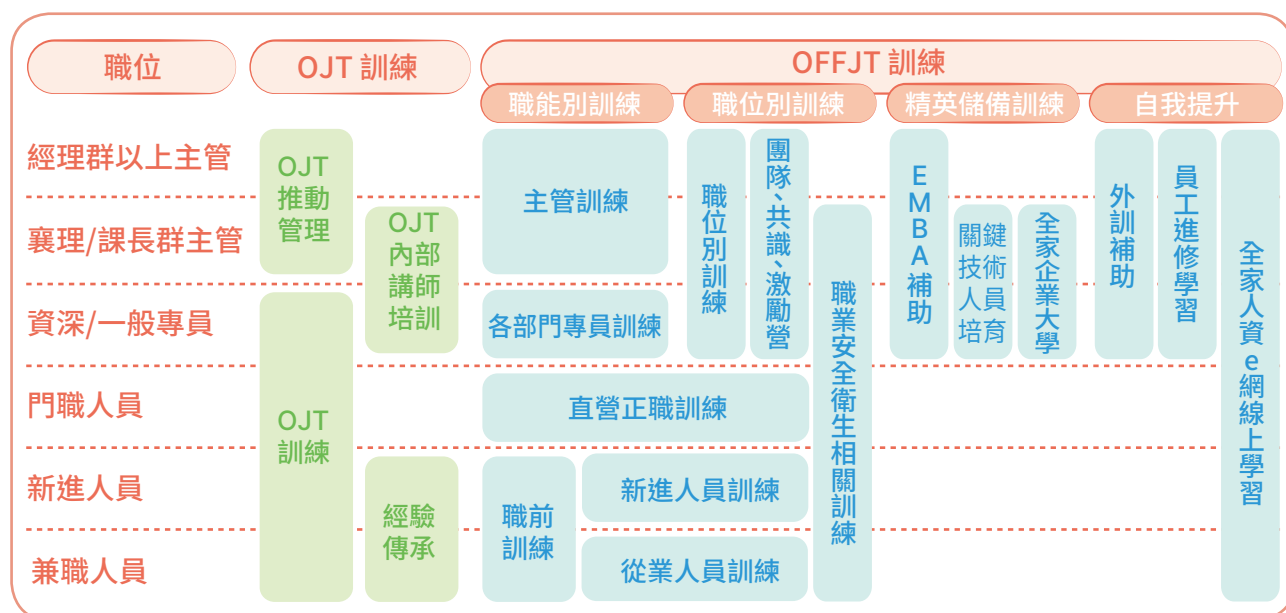 職位
OJT 訓練
OFFJT 訓練
職能別訓練
職位別訓練
精英儲備訓練
自我提升
經理群以上主管
襄理/課長群主管
資深/一般專員
門職人員
新進人員
兼職人員
OJT
推動
管理
OJT
內部
講師
培訓
OJT
訓練
經驗
傳承
主管訓練
各部門專員訓練
直營正職訓練
職前
訓練
新進人員訓練
從業人員訓練
職位別訓練
團隊、共識、激勵營
職業安全衛生相關訓練
EMBA補助
關鍵
技術
人員
培育
全家企業大學
外訓補助
員工進修學習
全家人資e網線上學習